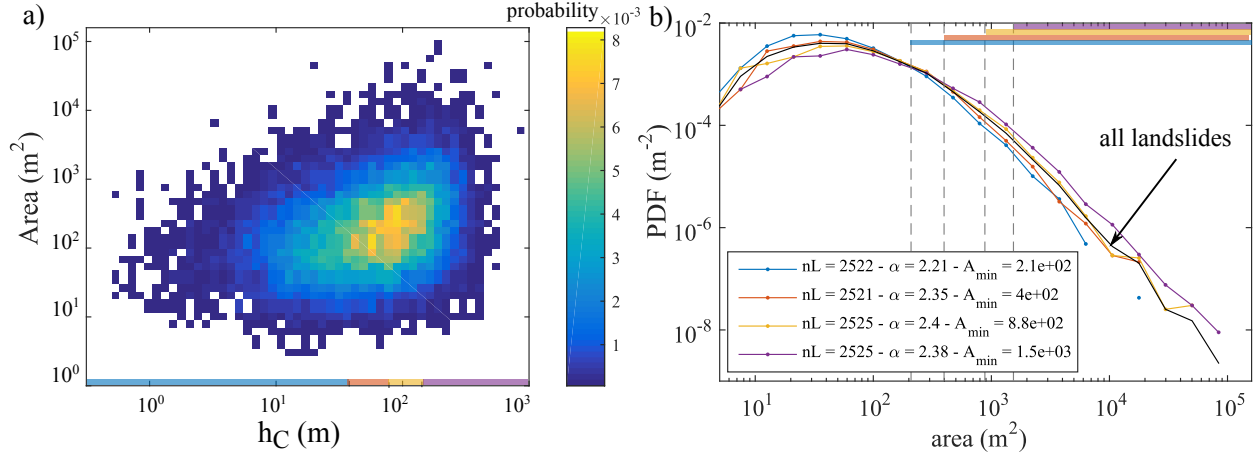 a)
probability
×10⁻³
10⁵
10⁴
10³
10²
10¹
10⁰
Area (m²)
10⁰
10¹
10²
10³
h_C (m)
8
7
6
5
4
3
2
1
b)
10⁻²
10⁻⁴
10⁻⁶
10⁻⁸
PDF (m⁻²)
all landslides
nL = 2522 - α = 2.21 - A_min = 2.1e+02
nL = 2521 - α = 2.35 - A_min = 4e+02
nL = 2525 - α = 2.4 - A_min = 8.8e+02
nL = 2525 - α = 2.38 - A_min = 1.5e+03
10¹
10²
10³
10⁴
10⁵
area (m²)